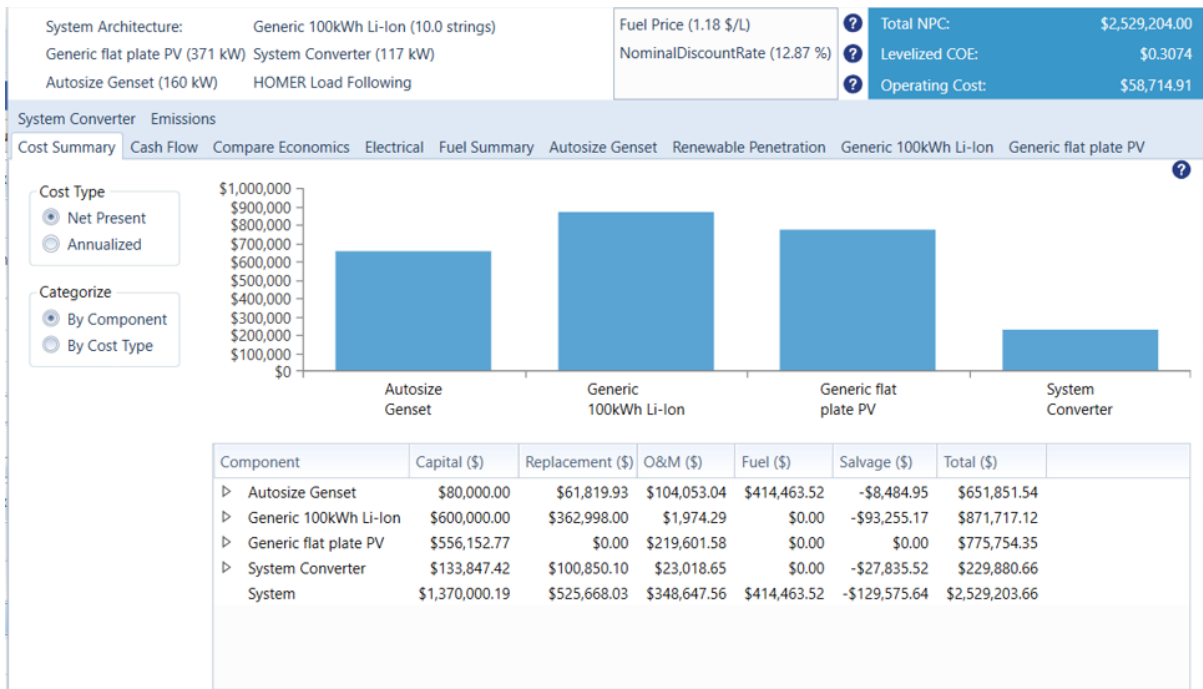 System Architecture: Generic 100kWh Li-Ion (10.0 strings)
Generic flat plate PV (371 kW) System Converter (117 kW)
Autosize Genset (160 kW) HOMER Load Following
Fuel Price (1.18 $/L)
NominalDiscountRate (12.87 %)
Total NPC: $2,529,204.00
Levelized COE: $0.3074
Operating Cost: $58,714.91
System Converter Emissions
Cost Summary Cash Flow Compare Economics Electrical Fuel Summary Autosize Genset Renewable Penetration Generic 100kWh Li-Ion Generic flat plate PV
Cost Type
Net Present
Annualized
Categorize
By Component
By Cost Type
$1,000,000
$900,000
$800,000
$700,000
$600,000
$500,000
$400,000
$300,000
$200,000
$100,000
$0
Autosize Genset
Generic 100kWh Li-Ion
Generic flat plate PV
System Converter
Component Capital ($) Replacement ($) O&M ($) Fuel ($) Salvage ($) Total ($)
Autosize Genset $80,000.00 $61,819.93 $104,053.04 $414,463.52 -$8,484.95 $651,851.54
Generic 100kWh Li-Ion $600,000.00 $362,998.00 $1,974.29 $0.00 -$93,255.17 $871,717.12
Generic flat plate PV $556,152.77 $0.00 $219,601.58 $0.00 $0.00 $775,754.35
System Converter $133,847.42 $100,850.10 $23,018.65 $0.00 -$27,835.52 $229,880.66
System $1,370,000.19 $525,668.03 $348,647.56 $414,463.52 -$129,575.64 $2,529,203.66